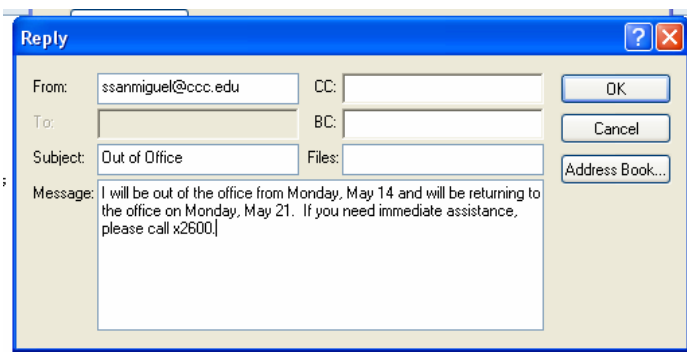 Reply
From: ssanmiguel@ccc.edu CC: OK
To: BC: Cancel
Subject: Out of Office Files: Address Book...
Message: I will be out of the office from Monday, May 14 and will be returning to
the office on Monday, May 21. If you need immediate assistance,
please call x2600.
;